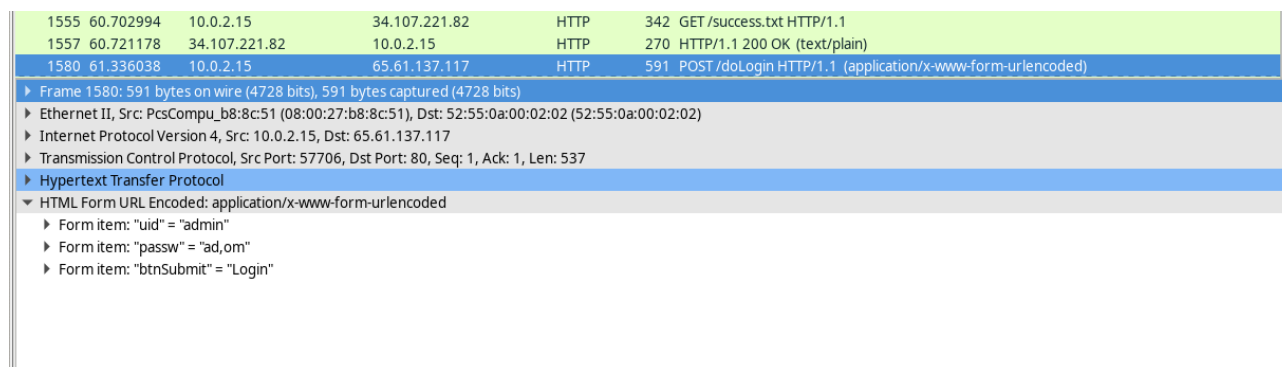 1555 60.702994 10.0.2.15 34.107.221.82 HTTP 342 GET /success.txt HTTP/1.1
1557 60.721178 34.107.221.82 10.0.2.15 HTTP 270 HTTP/1.1 200 OK (text/plain)
1580 61.336038 10.0.2.15 65.61.137.117 HTTP 591 POST /doLogin HTTP/1.1 (application/x-www-form-urlencoded)
Frame 1580: 591 bytes on wire (4728 bits), 591 bytes captured (4728 bits)
Ethernet II, Src: PcsCompu_b8:8c:51 (08:00:27:b8:8c:51), Dst: 52:55:0a:00:02:02 (52:55:0a:00:02:02)
Internet Protocol Version 4, Src: 10.0.2.15, Dst: 65.61.137.117
Transmission Control Protocol, Src Port: 57706, Dst Port: 80, Seq: 1, Ack: 1, Len: 537
Hypertext Transfer Protocol
HTML Form URL Encoded: application/x-www-form-urlencoded
Form item: "uid" = "admin"
Form item: "passw" = "ad,om"
Form item: "btnSubmit" = "Login"